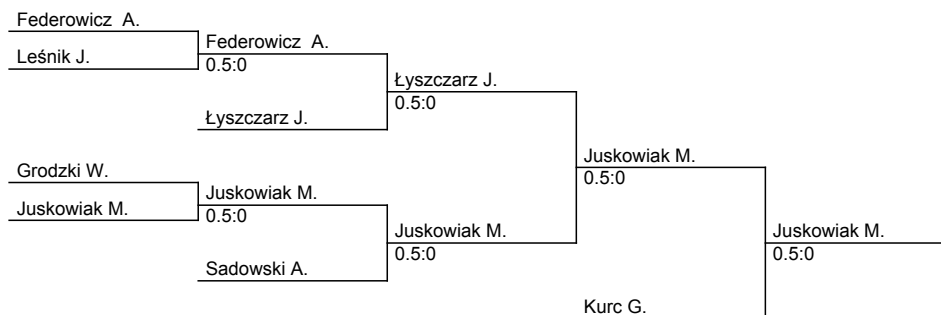 Federowicz  A.
Leśnik J.
Federowicz  A.
0.5:0
Łyszczarz J.
Łyszczarz J.
0.5:0
Grodzki W.
Juskowiak M.
Juskowiak M.
0.5:0
Sadowski A.
Juskowiak M.
0.5:0
Juskowiak M.
0.5:0
Kurc G.
Juskowiak M.
0.5:0